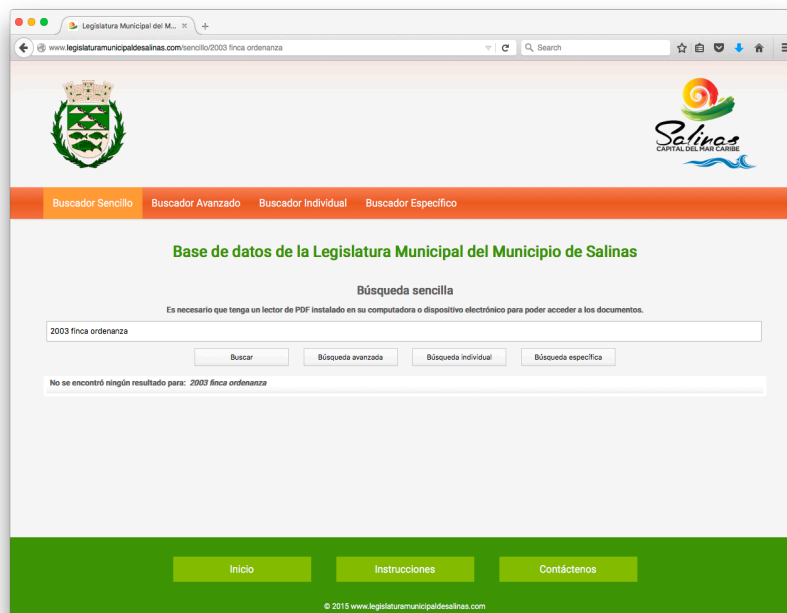 Legislatura Municipal del M...
www.legislaturamunicipaldesalinas.com/sencillo/2003 finca ordenanza
Search
Salinas
CAPITAL DEL MAR CARIBE
Buscador Sencillo Buscador Avanzado Buscador Individual Buscador Específico
Base de datos de la Legislatura Municipal del Municipio de Salinas
Búsqueda sencilla
Es necesario que tenga un lector de PDF instalado en su computadora o dispositivo electrónico para poder acceder a los documentos.
2003 finca ordenanza
Buscar Búsqueda avanzada Búsqueda individual Búsqueda específica
No se encontró ningún resultado para: 2003 finca ordenanza
Inicio Instrucciones Contáctenos
© 2015 www.legislaturamunicipaldesalinas.com